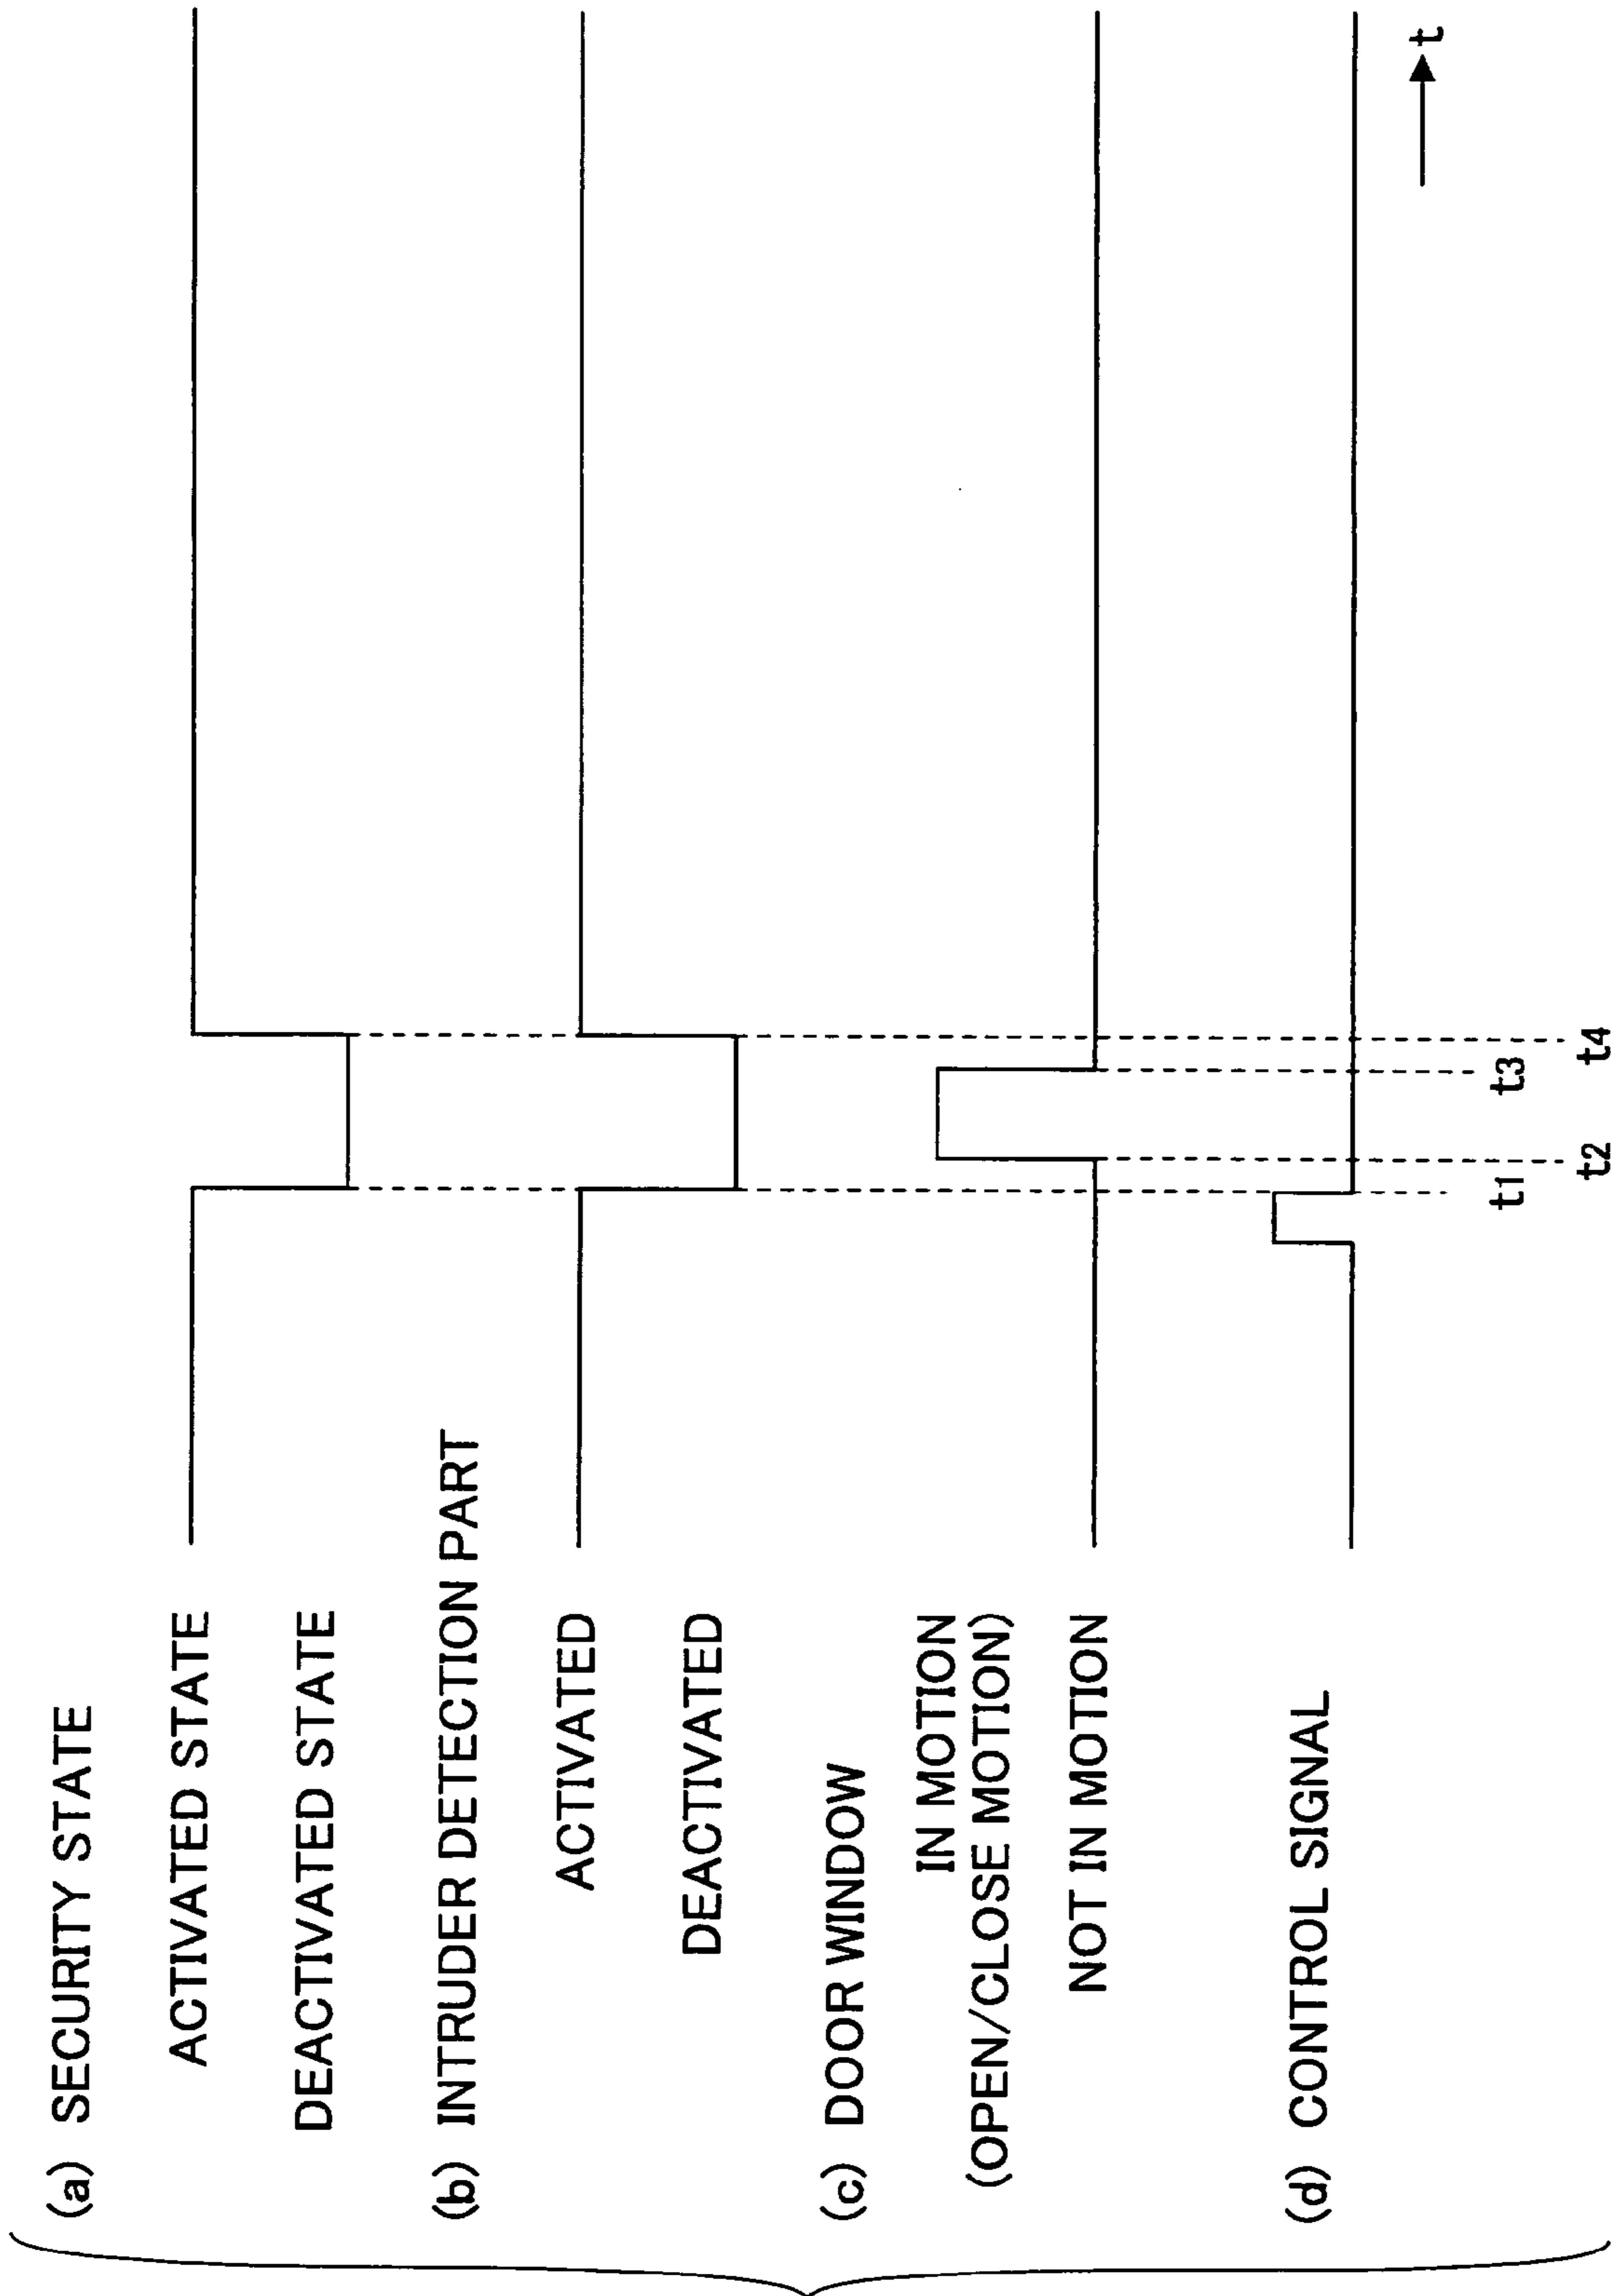 (a) SECURITY STATE
ACTIVATED STATE
DEACTIVATED STATE
(b) INTRUDER DETECTION PART
ACTIVATED
DEACTIVATED
(c) DOOR WINDOW
IN MOTION
(OPEN/CLOSE MOTION)
NOT IN MOTION
(d) CONTROL SIGNAL
t
t1
t3
t2
t4